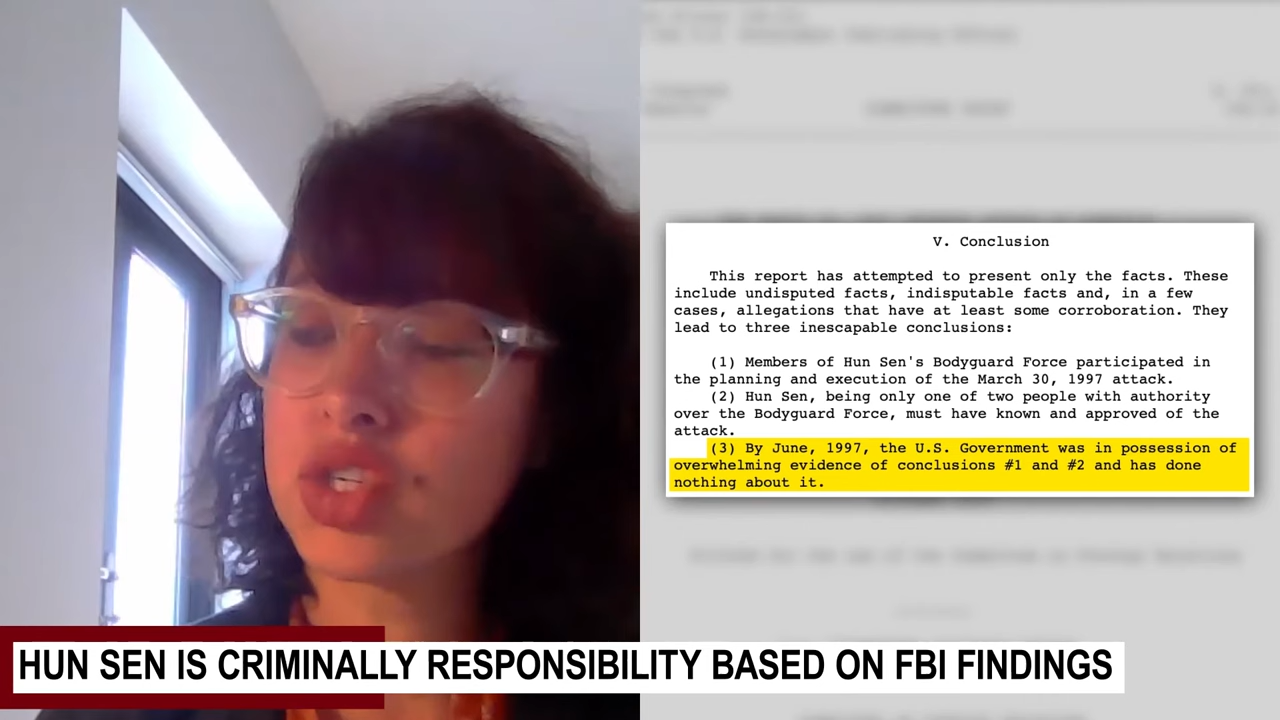 V. Conclusion
This report has attempted to present only the facts. These
include undisputed facts, indisputable facts and, in a few
cases, allegations that have at least some corroboration. They
lead to three inescapable conclusions:
(1) Members of Hun Sen's Bodyguard Force participated in
the planning and execution of the March 30, 1997 attack.
(2) Hun Sen, being only one of two people with authority
over the Bodyguard Force, must have known and approved of the
attack.
(3) By June, 1997, the U.S. Government was in possession of
overwhelming evidence of conclusions #1 and #2 and has done
nothing about it.
HUN SEN IS CRIMINALLY RESPONSIBILITY BASED ON FBI FINDINGS